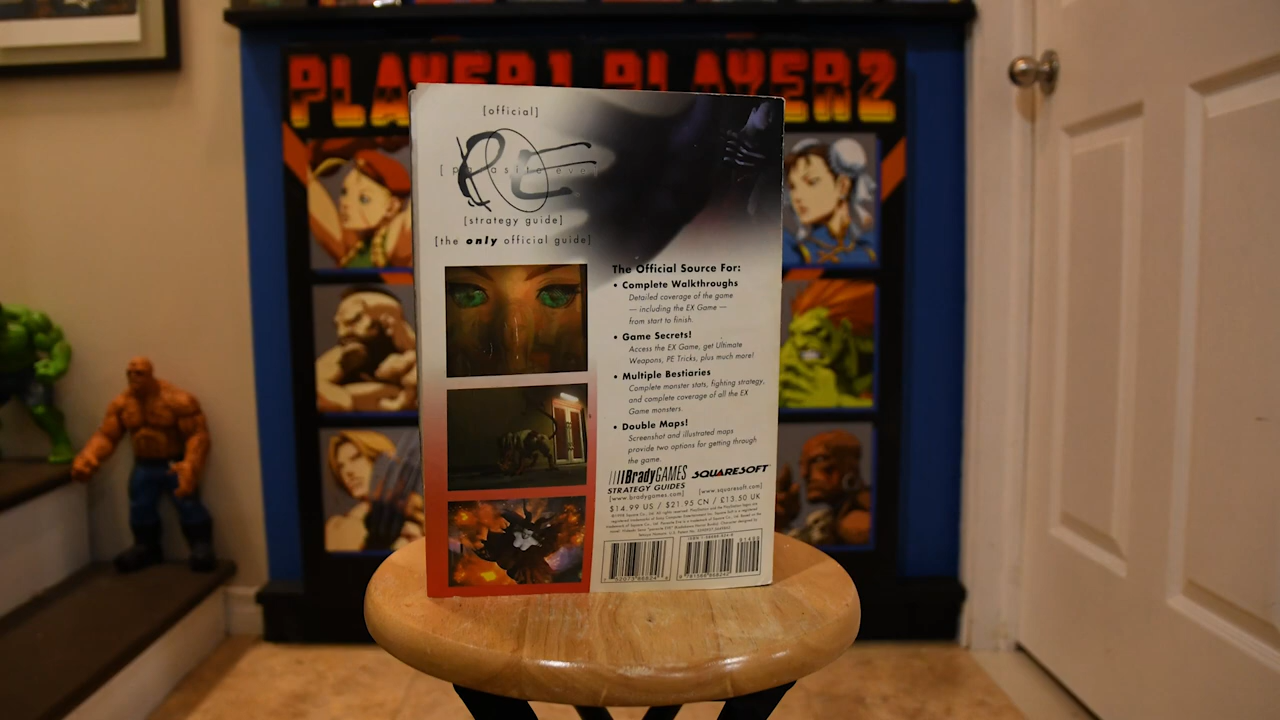 PLAYER 1 PLAYER 2
[official]
PE
[parasite eve
[strategy guide]
[the only official guide]
The Official Source For:
• Complete Walkthroughs
Detailed coverage of the game
— including the EX Game —
from start to finish.
• Game Secrets!
Access the EX Game, get Ultimate
Weapons, PE Tricks, plus much more!
• Multiple Bestiaries
Complete monster stats, fighting strategy,
and complete coverage of all the EX
Game monsters.
• Double Maps!
Screenshot and illustrated maps
provide two options for getting through
the game.
BradyGAMES
STRATEGY GUIDES
SQUARESOFT
[www.bradygames.com]
[www.squaresoft.com]
$14.99 US / $21.95 CN / £13.50 UK